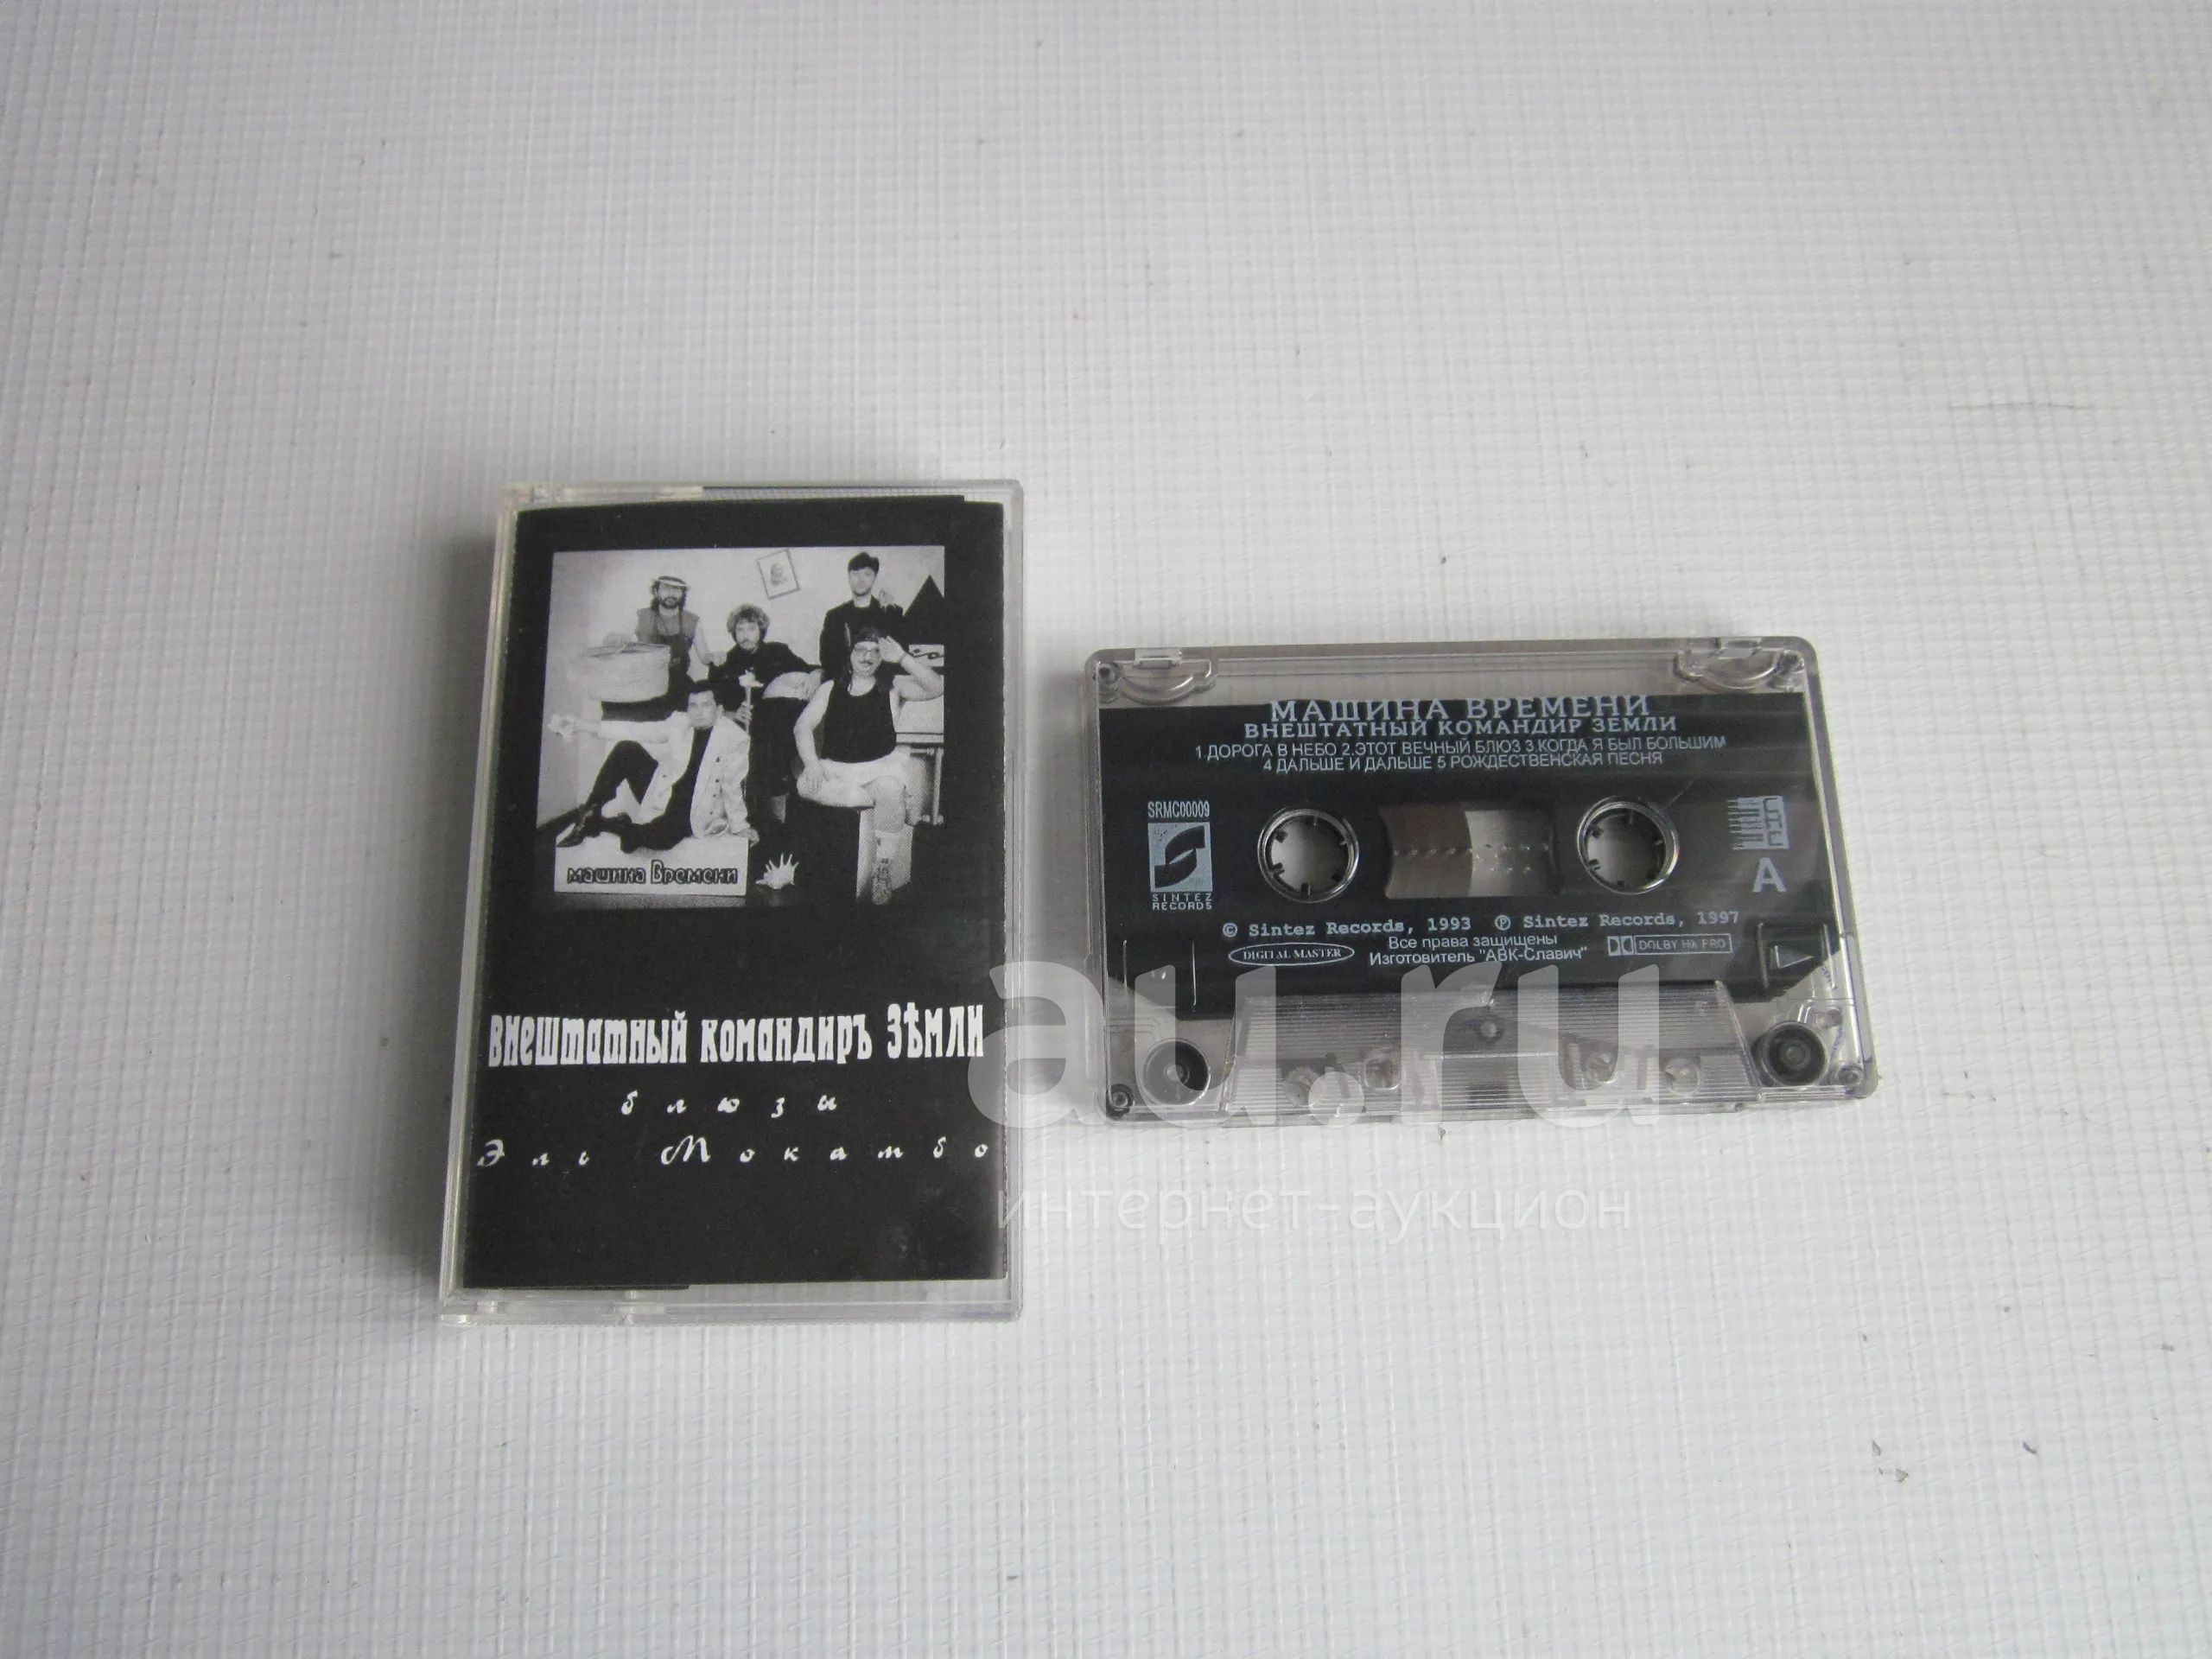 машина Времени
Внештатный командиръ Зѣмли
блюзи
Эль Мокамбо
МАШИНА ВРЕМЕНИ
ВНЕШТАТНЫЙ КОМАНДИР ЗЕМЛИ
1.ДОРОГА В НЕБО 2.ЭТОТ ВЕЧНЫЙ БЛЮЗ 3.КОГДА Я БЫЛ БОЛЬШИМ
4 ДАЛЬШЕ И ДАЛЬШЕ 5 РОЖДЕСТВЕНСКАЯ ПЕСНЯ
SRMC00009
SINTEZ
RECORDS
A
© Sintez Records, 1993 ℗ Sintez Records, 1997
DIGITAL MASTER
Все права защищены
Изготовитель "АВК-Славич"
DOLBY HX PRO
au.ru
интернет-аукцион